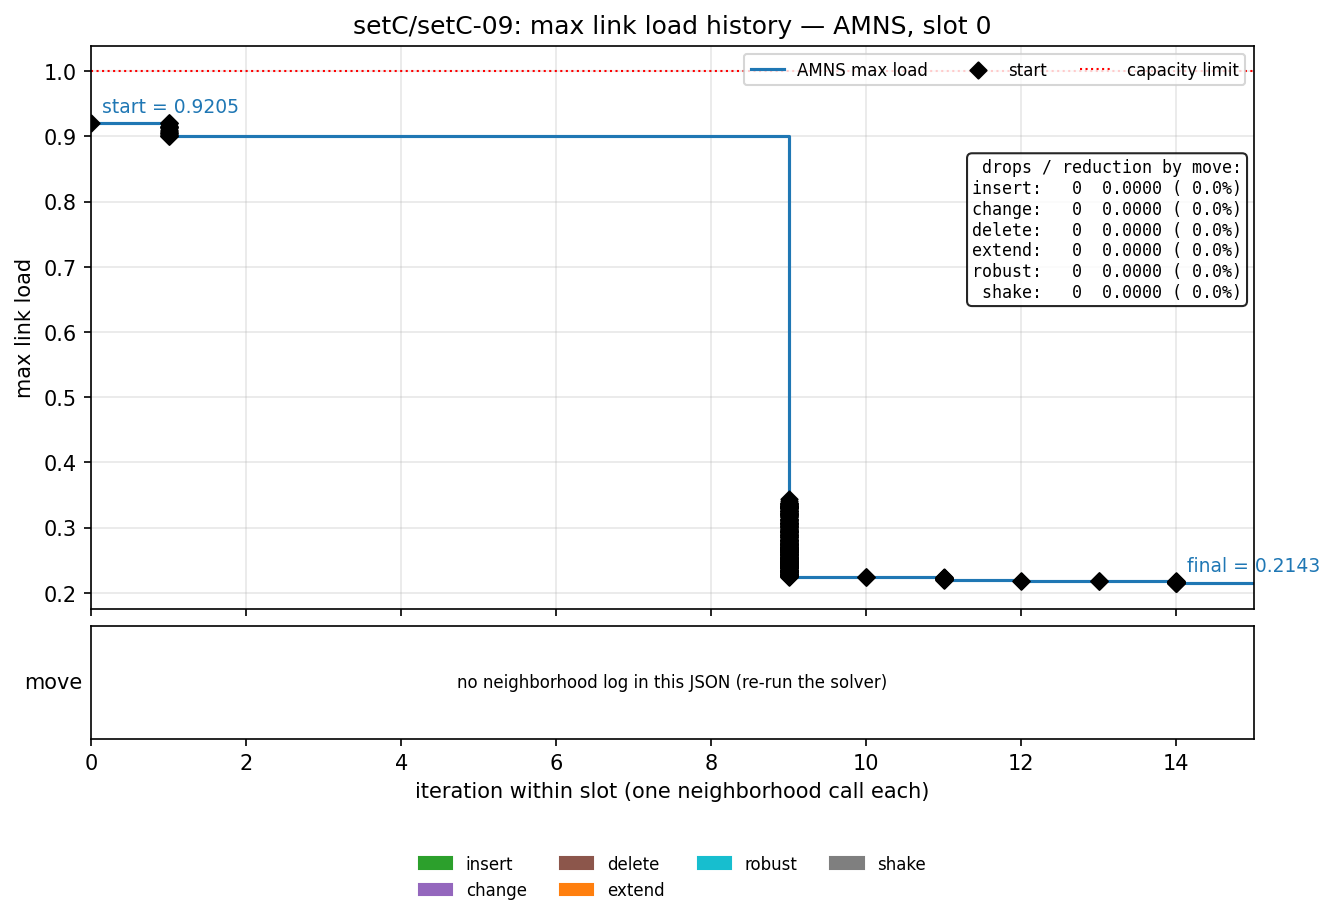 setC/setC-09: max link load history — AMNS, slot 0
AMNS max load
start
capacity limit
start = 0.9205
drops / reduction by move:
insert:   0  0.0000 ( 0.0%)
change:   0  0.0000 ( 0.0%)
delete:   0  0.0000 ( 0.0%)
extend:   0  0.0000 ( 0.0%)
robust:   0  0.0000 ( 0.0%)
shake:   0  0.0000 ( 0.0%)
max link load
1.0
0.9
0.8
0.7
0.6
0.5
0.4
0.3
0.2
final = 0.2143
move
no neighborhood log in this JSON (re-run the solver)
0 2 4 6 8 10 12 14
iteration within slot (one neighborhood call each)
insert delete robust shake
change extend